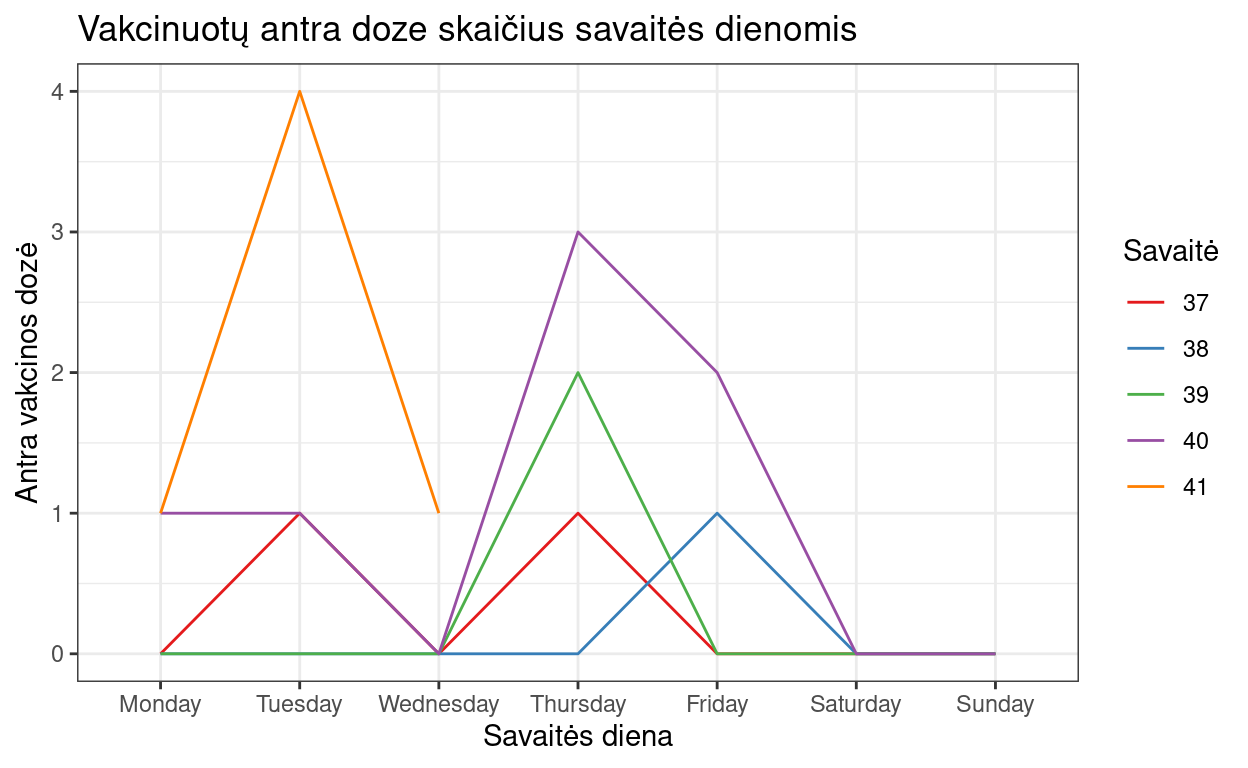 Vakcinuotų antra doze skaičius savaitės dienomis
Antra vakcinos dozė
4
3
2
1
0
Monday Tuesday Wednesday Thursday Friday Saturday Sunday
Savaitės diena
Savaitė
37
38
39
40
41